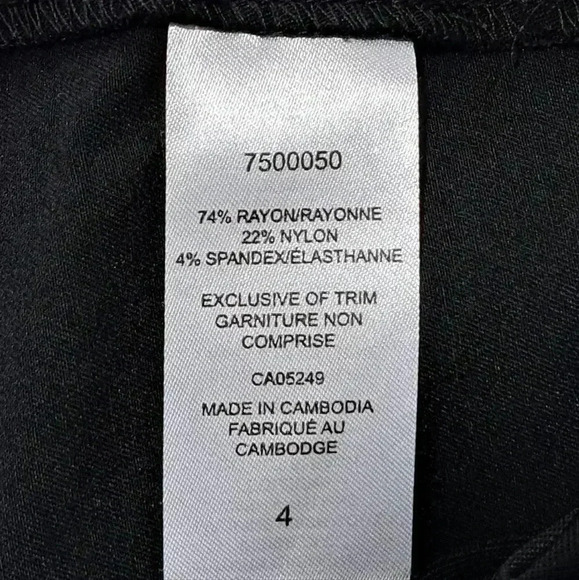 7500050
74% RAYON/RAYONNE
22% NYLON
4% SPANDEX/ÉLASTHANNE
EXCLUSIVE OF TRIM
GARNITURE NON
COMPRISE
CA05249
MADE IN CAMBODIA
FABRIQUÉ AU
CAMBODGE
4